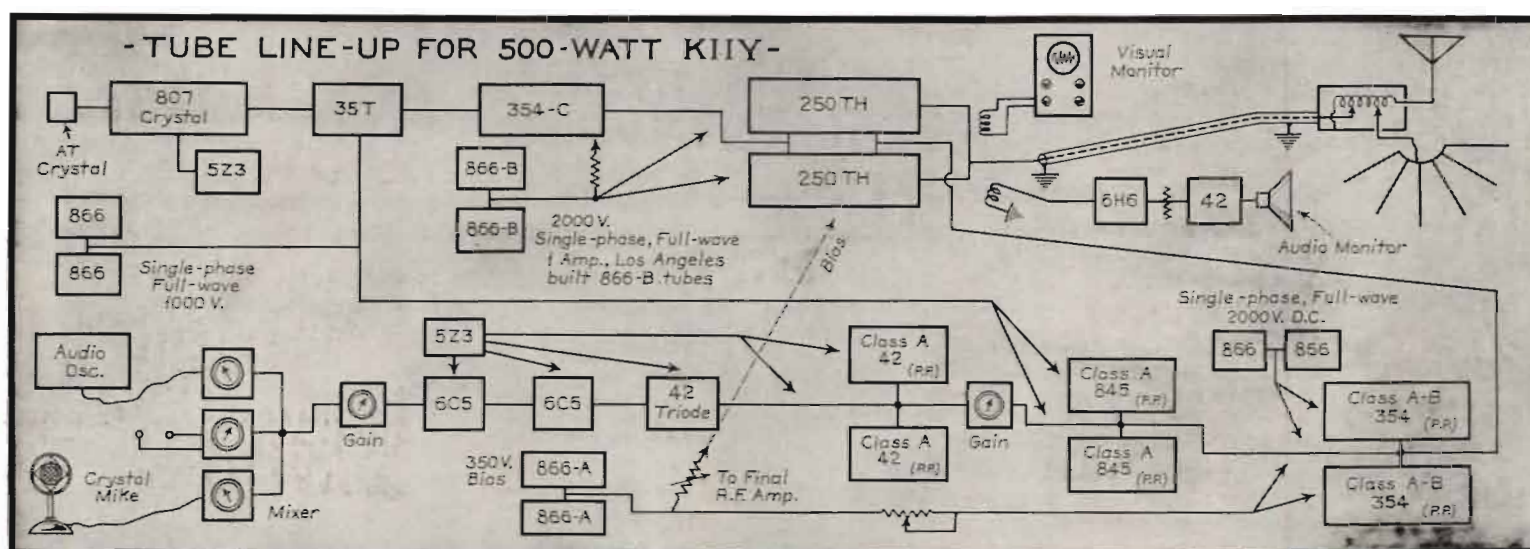 - TUBE LINE-UP FOR 500-WATT KIIY -
AT
Crystal
807
Crystal
5Z3
35T
354-C
866-B
866-B
2000 V.
Single-phase, Full-wave
1 Amp., Los Angeles
built 866-B tubes
250 TH
250 TH
Bias
Visual
Monitor
6H6
42
Audio Monitor
866
866
Single-phase
Full-wave
1000 V.
Audio
Osc.
Crystal
Mike
Mixer
Gain
5Z3
6C5
6C5
42
Triode
350 V.
Bias
866-A
866-A
To Final
R.F. Amp.
Class A
42 (P.P.)
Class A
42 (P.P.)
Gain
Class A
845 (P.P.)
Class A
845 (P.P.)
Single-phase, Full-wave
2000 V. D.C.
866
866
Class A-B
354 (P.P.)
Class A-B
354 (P.P.)